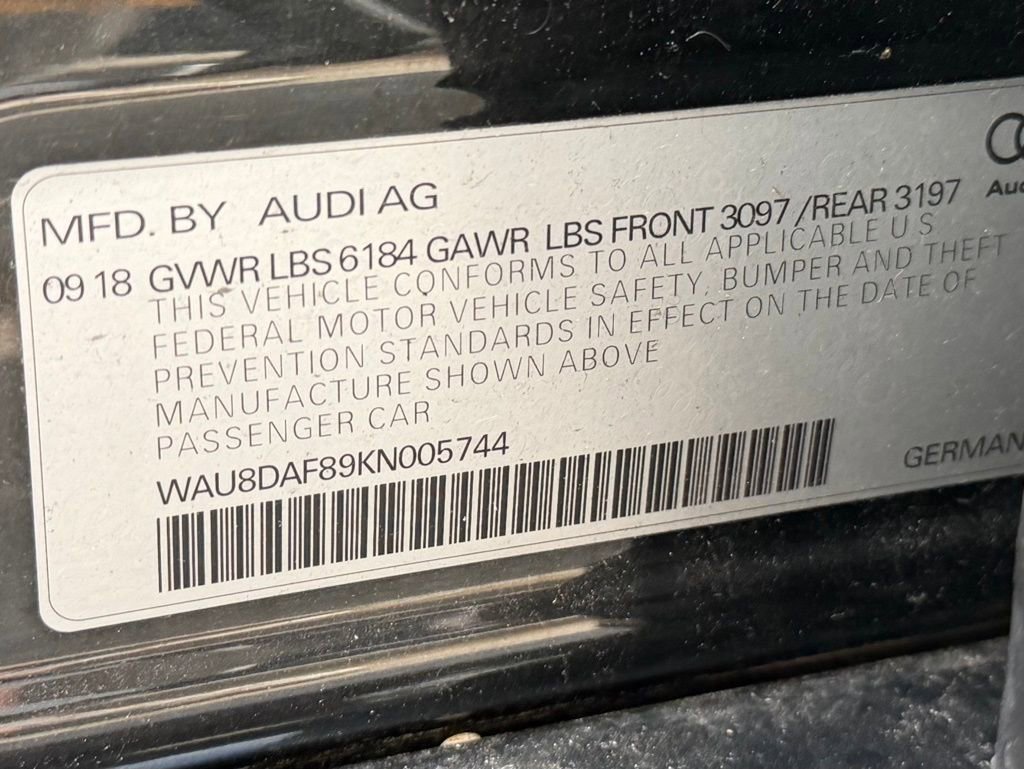 MFD. BY AUDI AG
09 18 GVWR LBS 6184 GAWR LBS FRONT 3097 /REAR 3197
THIS VEHICLE CONFORMS TO ALL APPLICABLE U S
FEDERAL MOTOR VEHICLE SAFETY, BUMPER AND THEFT
PREVENTION STANDARDS IN EFFECT ON THE DATE OF
MANUFACTURE SHOWN ABOVE
PASSENGER CAR
WAU8DAF89KN005744